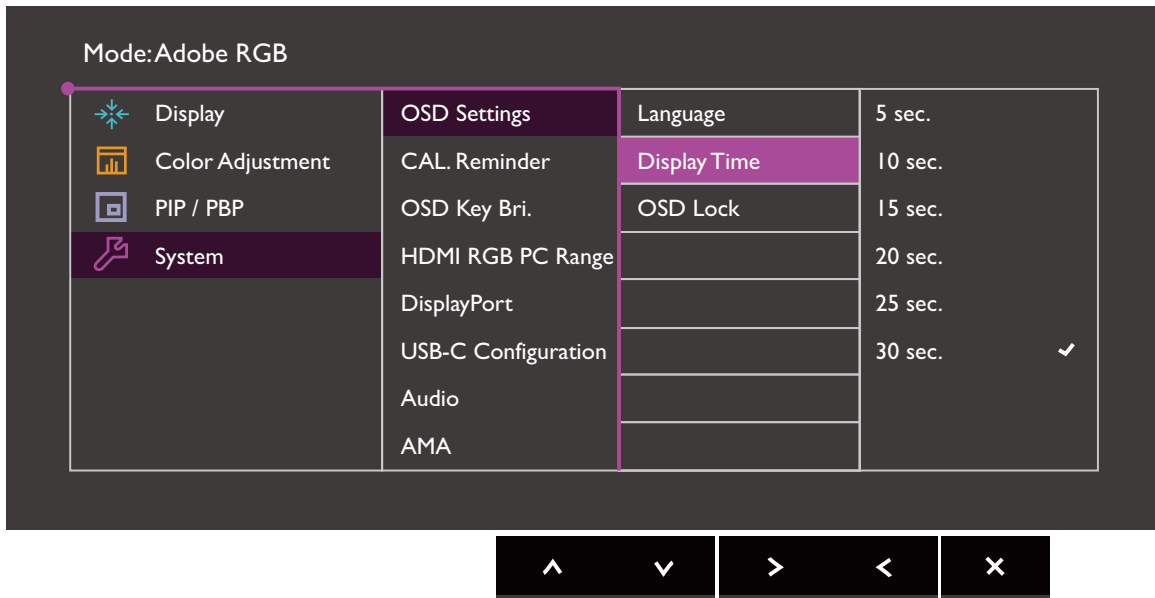 Mode: Adobe RGB
Display
Color Adjustment
PIP / PBP
System
OSD Settings
CAL. Reminder
OSD Key Bri.
HDMI RGB PC Range
DisplayPort
USB-C Configuration
Audio
AMA
Language
Display Time
OSD Lock
5 sec.
10 sec.
15 sec.
20 sec.
25 sec.
30 sec.